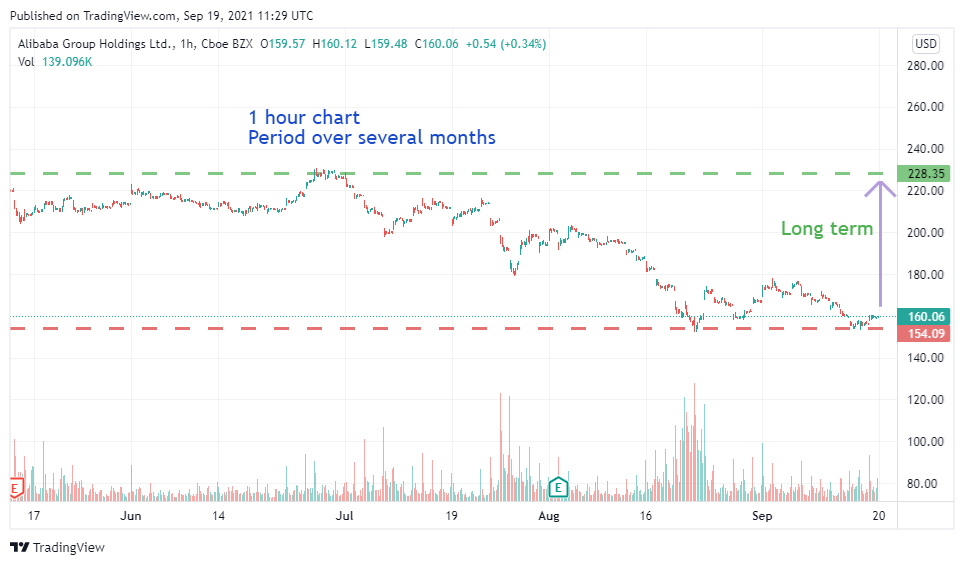 Published on TradingView.com, Sep 19, 2021 11:29 UTC
Alibaba Group Holdings Ltd., 1h, Cboe BZX O159.57 H160.12 L159.48 C160.06 +0.54 (+0.34%)
USD
Vol 139.096K
280.00
260.00
1 hour chart
Period over several months
240.00
228.35
220.00
Long term
200.00
180.00
160.06
154.09
140.00
120.00
100.00
80.00
E
E
17 Jun 14 Jul 19 Aug 16 Sep 20
TradingView